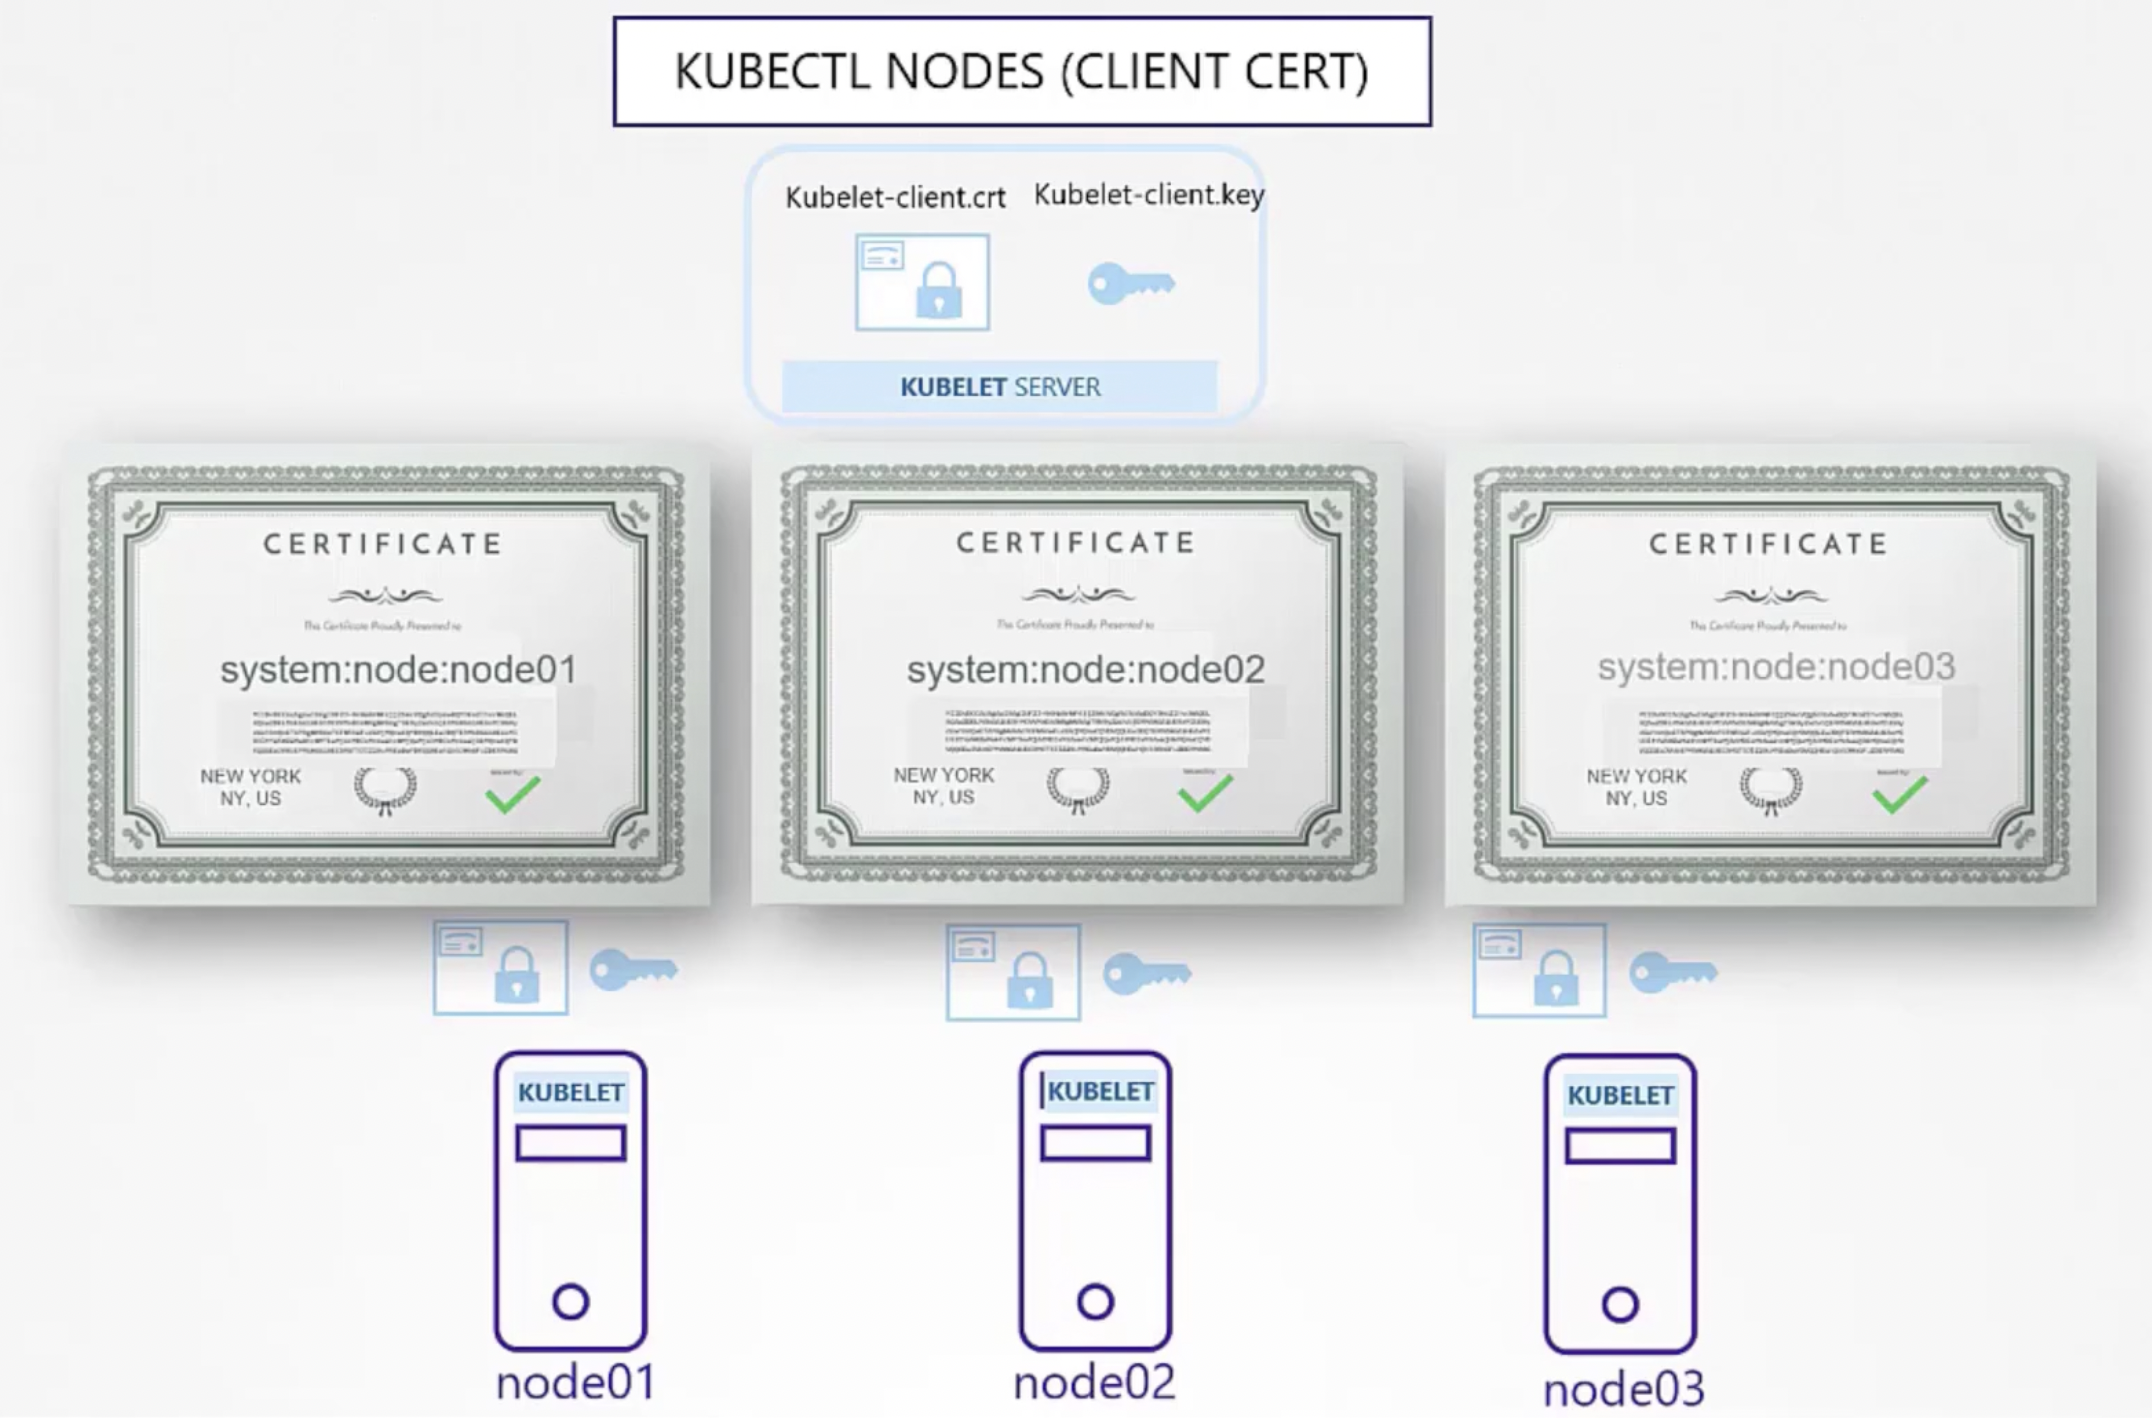 KUBECTL NODES (CLIENT CERT)
Kubelet-client.crt Kubelet-client.key
KUBELET SERVER
CERTIFICATE
This Certificate Proudly Presented to
system:node:node01
NEW YORK
NY, US
CERTIFICATE
This Certificate Proudly Presented to
system:node:node02
NEW YORK
NY, US
CERTIFICATE
This Certificate Proudly Presented to
system:node:node03
NEW YORK
NY, US
KUBELET
KUBELET
KUBELET
node01
node02
node03